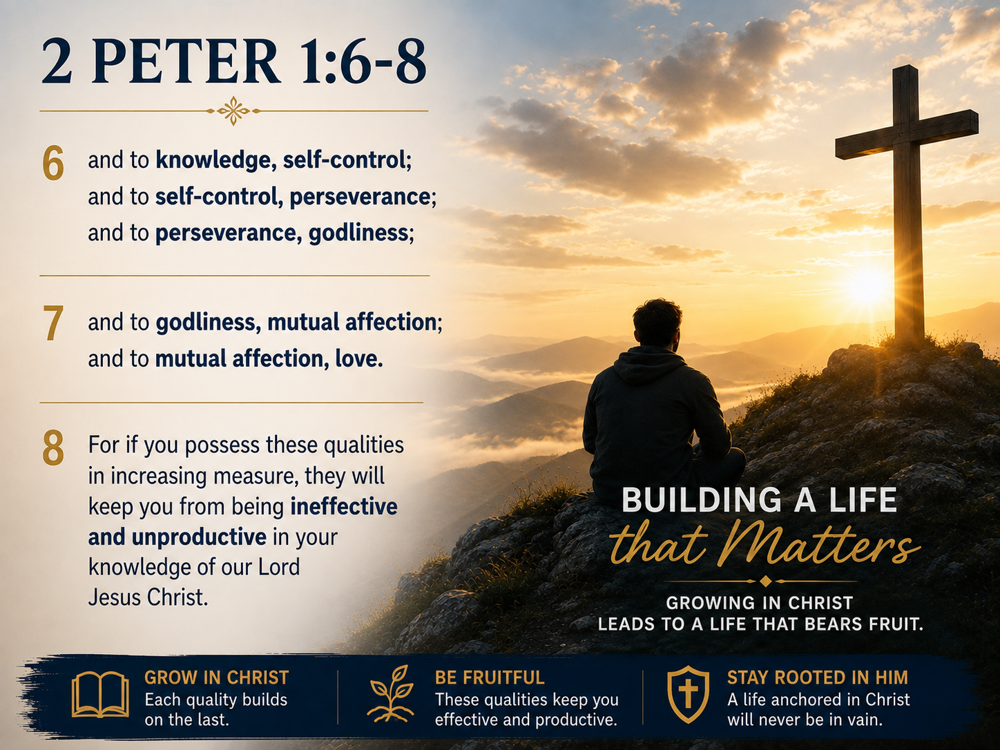 2 PETER 1:6-8
6 and to knowledge, self-control;
and to self-control, perseverance;
and to perseverance, godliness;
7 and to godliness, mutual affection;
and to mutual affection, love.
8 For if you possess these qualities
in increasing measure, they will
keep you from being ineffective
and unproductive in your
knowledge of our Lord
Jesus Christ.
BUILDING A LIFE
that Matters
GROWING IN CHRIST
LEADS TO A LIFE THAT BEARS FRUIT.
GROW IN CHRIST
Each quality builds
on the last.
BE FRUITFUL
These qualities keep you
effective and productive.
STAY ROOTED IN HIM
A life anchored in Christ
will never be in vain.